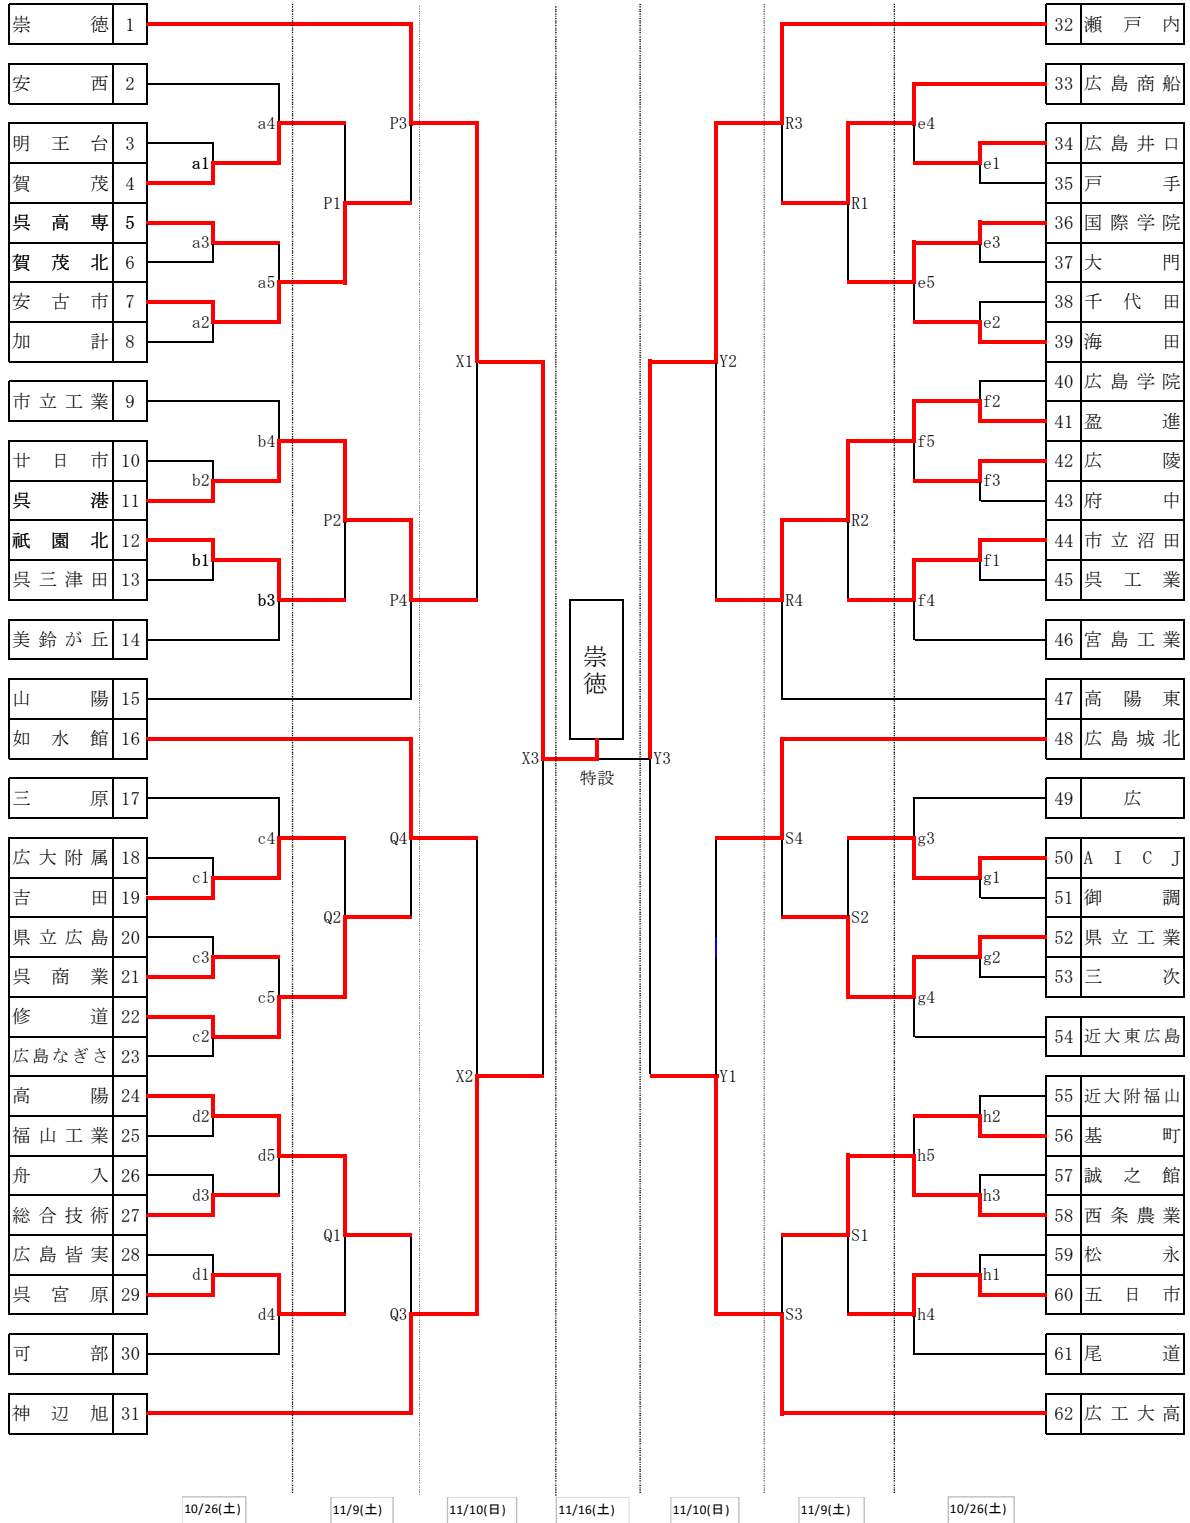 崇徳 1
安西 2
a4
明王台 3
a1
賀茂 4
P3
P1
呉高専 5
a3
賀茂北 6
a5
安古市 7
a2
加計 8
X1
市立工業 9
b4
廿日市 10
b2
呉港 11
P2
祇園北 12
b1
呉三津田 13
b3
P4
美鈴が丘 14
山陽 15
如水館 16
X3
三原 17
c4
Q4
広大附属 18
c1
吉田 19
Q2
県立広島 20
c3
呉商業 21
c5
修道 22
c2
広島なぎさ 23
X2
高陽 24
d2
福山工業 25
d5
舟入 26
d3
総合技術 27
Q1
広島皆実 28
d1
呉宮原 29
d4
Q3
可部 30
神辺旭 31
崇徳
特設
32 瀬戸内
33 広島商船
R3
e4
34 広島井口
e1
35 戸手
R1
36 国際学院
e3
37 大門
e5
38 千代田
e2
39 海田
Y2
40 広島学院
f2
41 盈進
f5
42 広陵
f3
43 府中
R2
44 市立沼田
f1
45 呉工業
R4
f4
46 宮島工業
47 高陽東
48 広島城北
Y3
49 広
S4
g3
50 AICJ
g1
51 御調
S2
52 県立工業
g2
53 三次
g4
54 近大東広島
Y1
55 近大附福山
h2
56 基町
h5
57 誠之館
h3
58 西条農業
S1
59 松永
h1
60 五日市
S3
h4
61 尾道
62 広工大高
10/26(土)
11/9(土)
11/10(日)
11/16(土)
11/10(日)
11/9(土)
10/26(土)